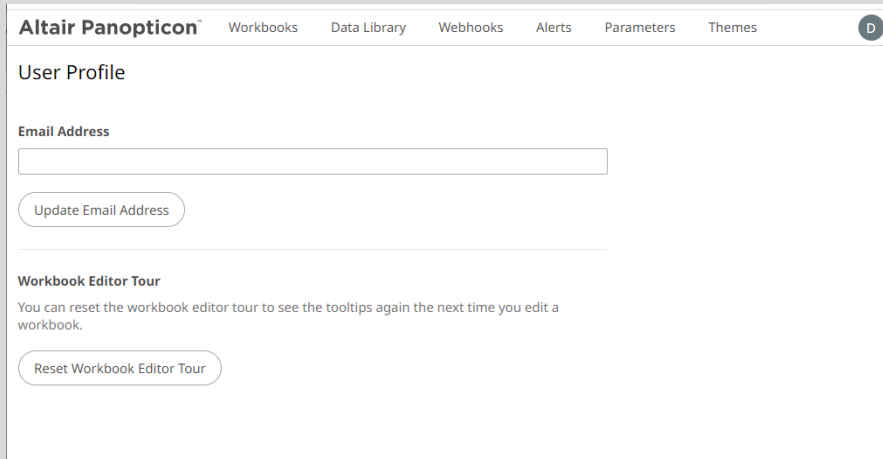 Altair Panopticon™ Workbooks Data Library Webhooks Alerts Parameters Themes D
User Profile
Email Address
Update Email Address
Workbook Editor Tour
You can reset the workbook editor tour to see the tooltips again the next time you edit a
workbook.
Reset Workbook Editor Tour